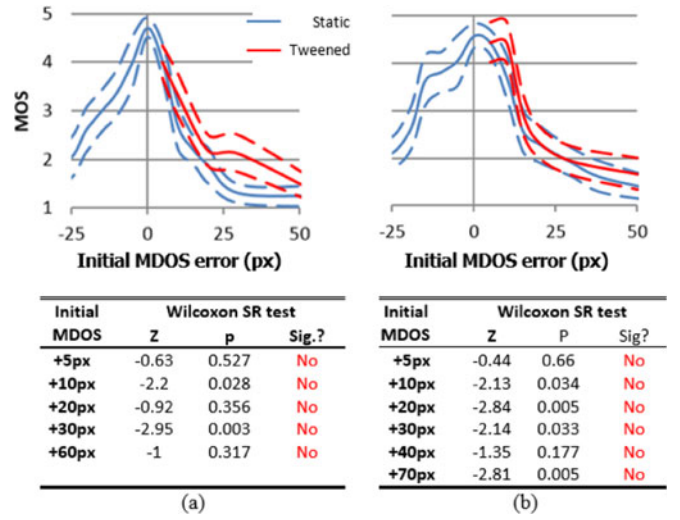 5
4
3
2
1
MOS
Static
Tweened
-25 0 25 50
Initial MDOS error (px)
-25 0 25 50
Initial MDOS error (px)
Initial Wilcoxon SR test
MDOS Z p Sig.?
+5px -0.63 0.527 No
+10px -2.2 0.028 No
+20px -0.92 0.356 No
+30px -2.95 0.003 No
+60px -1 0.317 No
(a)
Initial Wilcoxon SR test
MDOS Z P Sig?
+5px -0.44 0.66 No
+10px -2.13 0.034 No
+20px -2.84 0.005 No
+30px -2.14 0.033 No
+40px -1.35 0.177 No
+70px -2.81 0.005 No
(b)